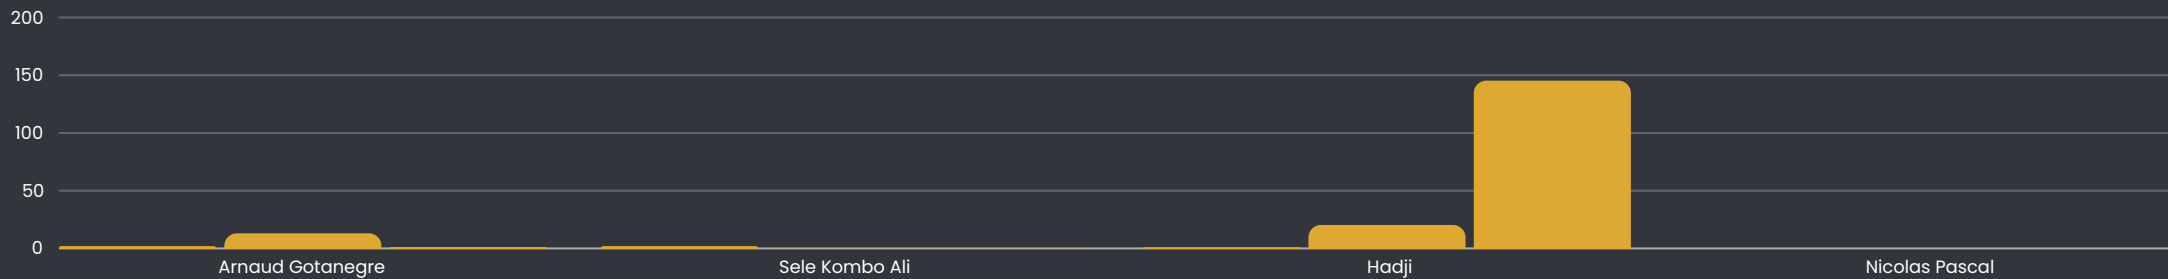 200
150
100
50
0
Arnaud Gotanegre
Sele Kombo Ali
Hadji
Nicolas Pascal